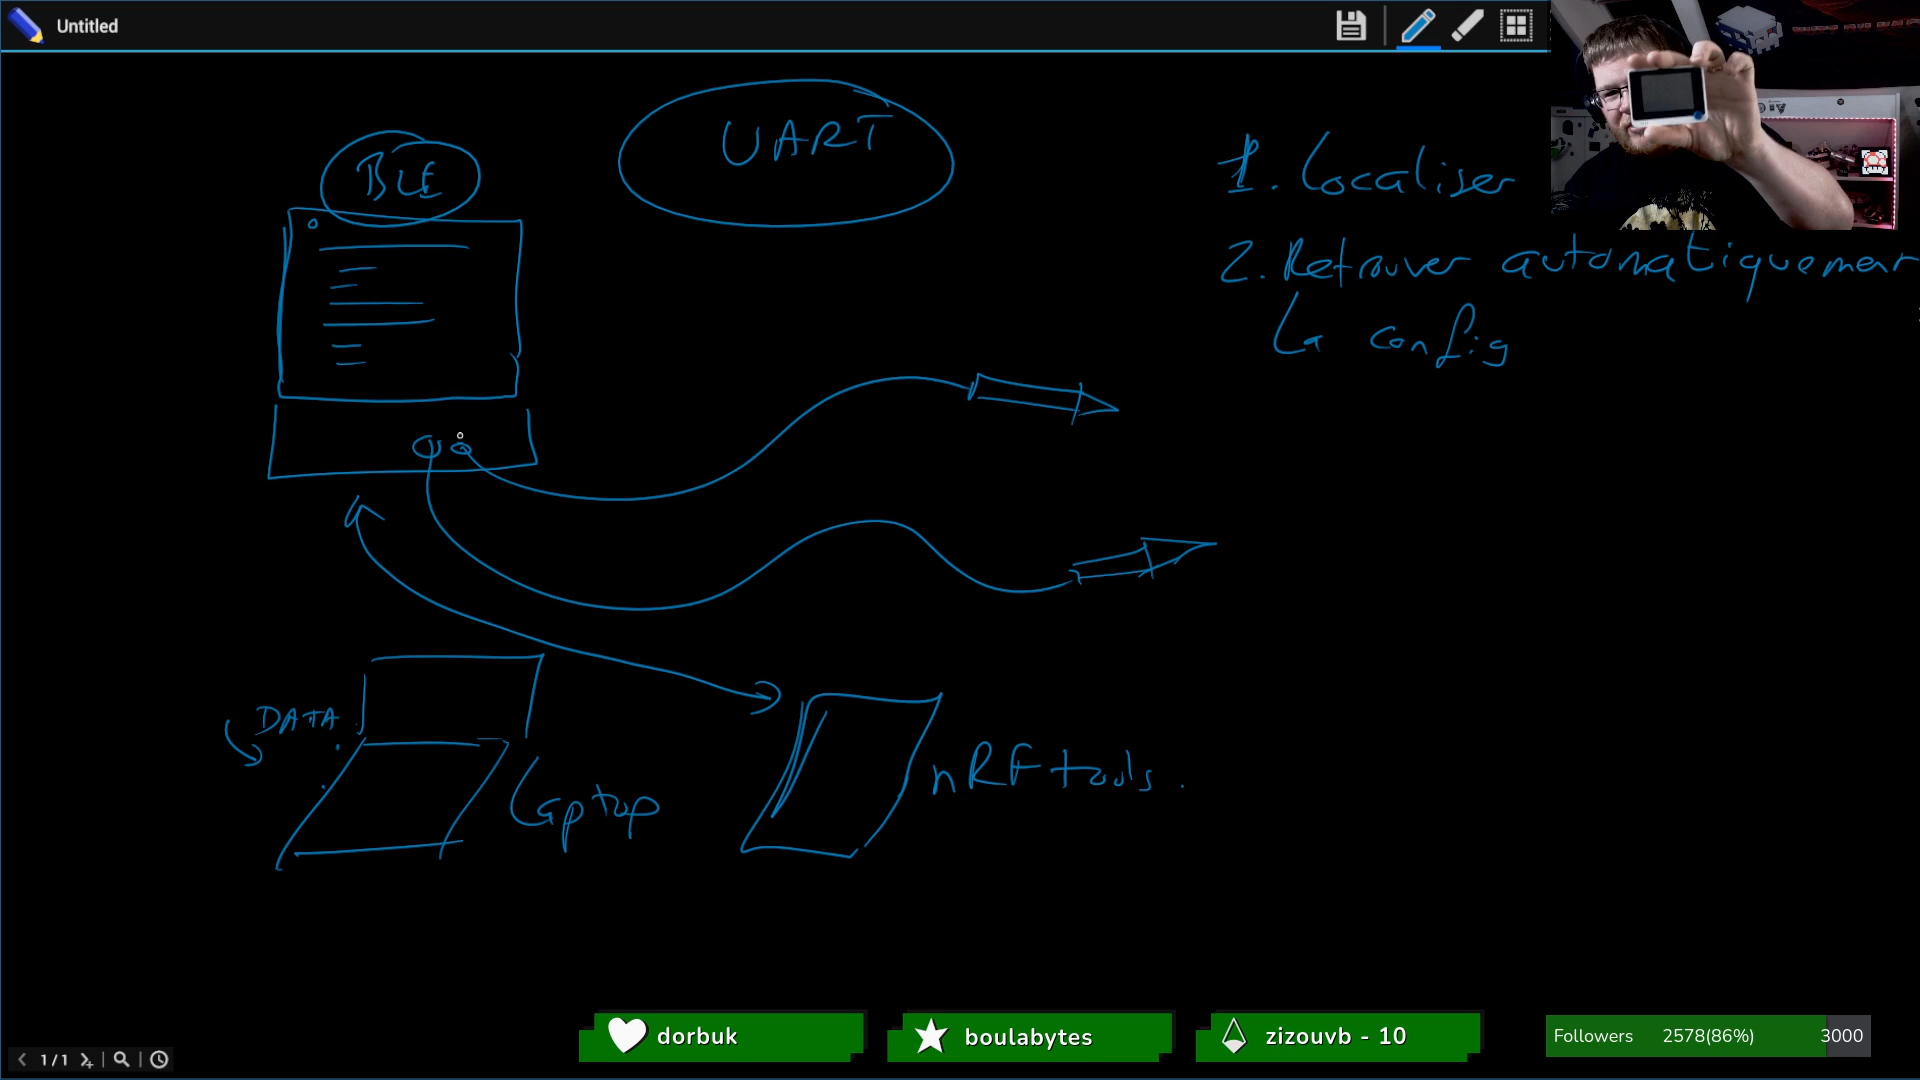 Untitled
UART
BLE
1. Localiser
2. Retrouver automatiquement
La config
DATA
Laptop
nRF tools.
dorbuk
boulabytes
zizouvb - 10
Followers 2578(86%) 3000
1/1